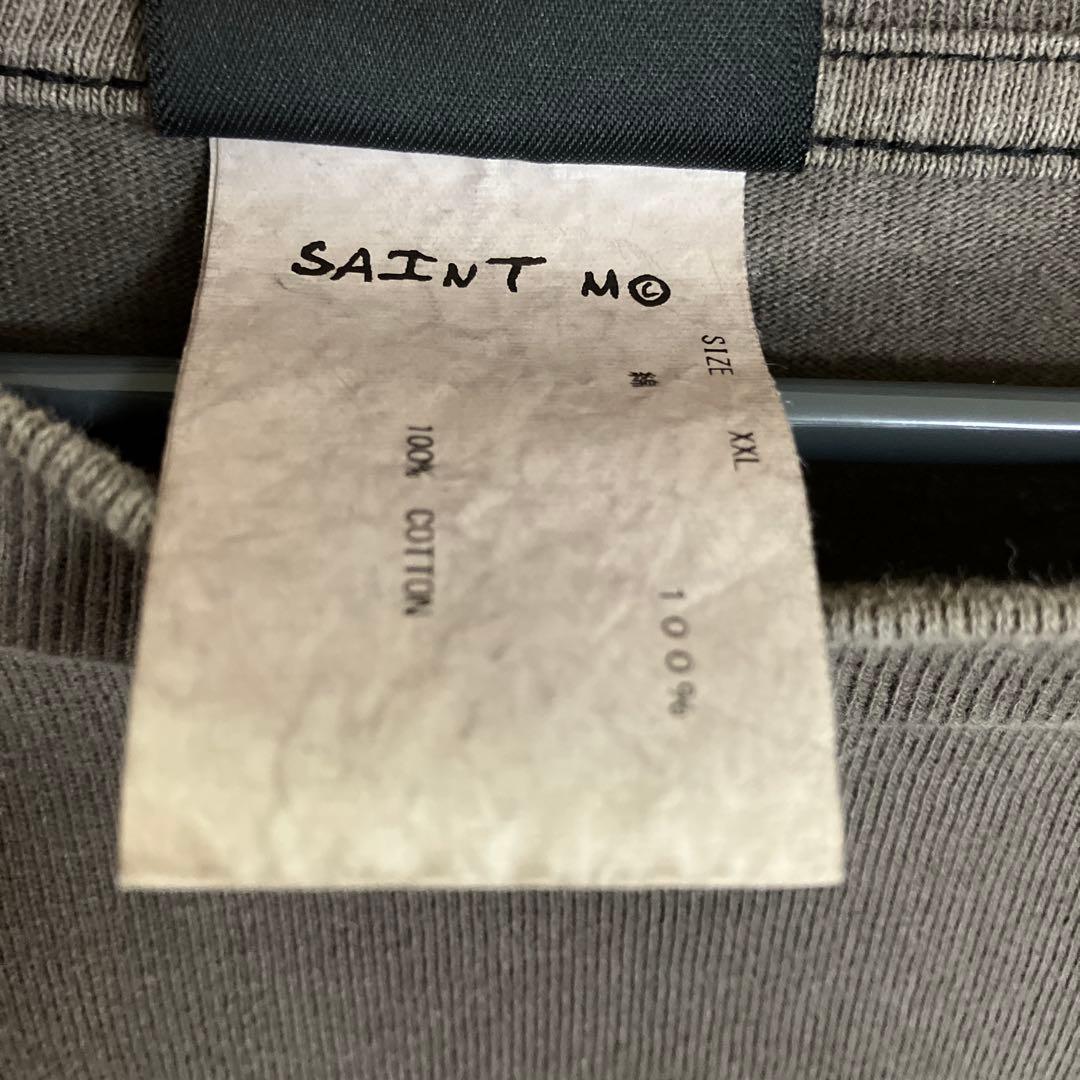 SAINT M©
SIZE XXL
綿 100%
100% COTTON